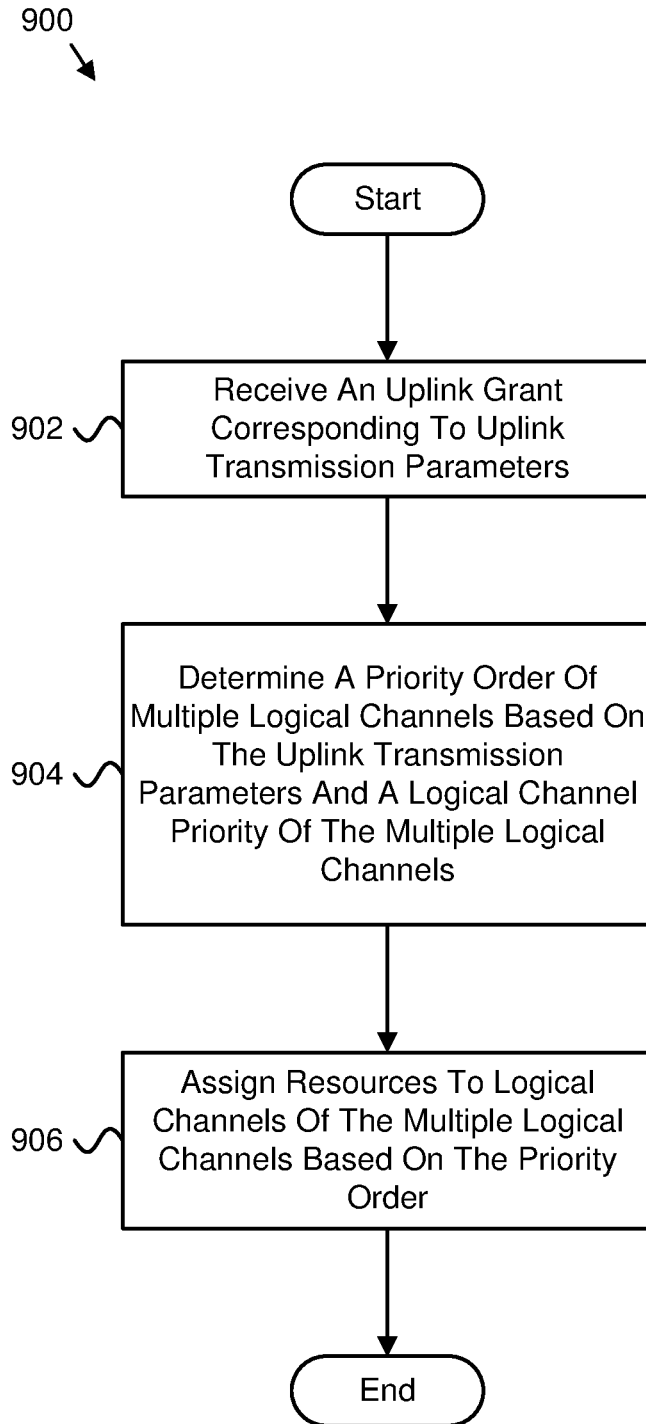 900
Start
902
Receive An Uplink Grant
Corresponding To Uplink
Transmission Parameters
904
Determine A Priority Order Of
Multiple Logical Channels Based On
The Uplink Transmission
Parameters And A Logical Channel
Priority Of The Multiple Logical
Channels
906
Assign Resources To Logical
Channels Of The Multiple Logical
Channels Based On The Priority
Order
End